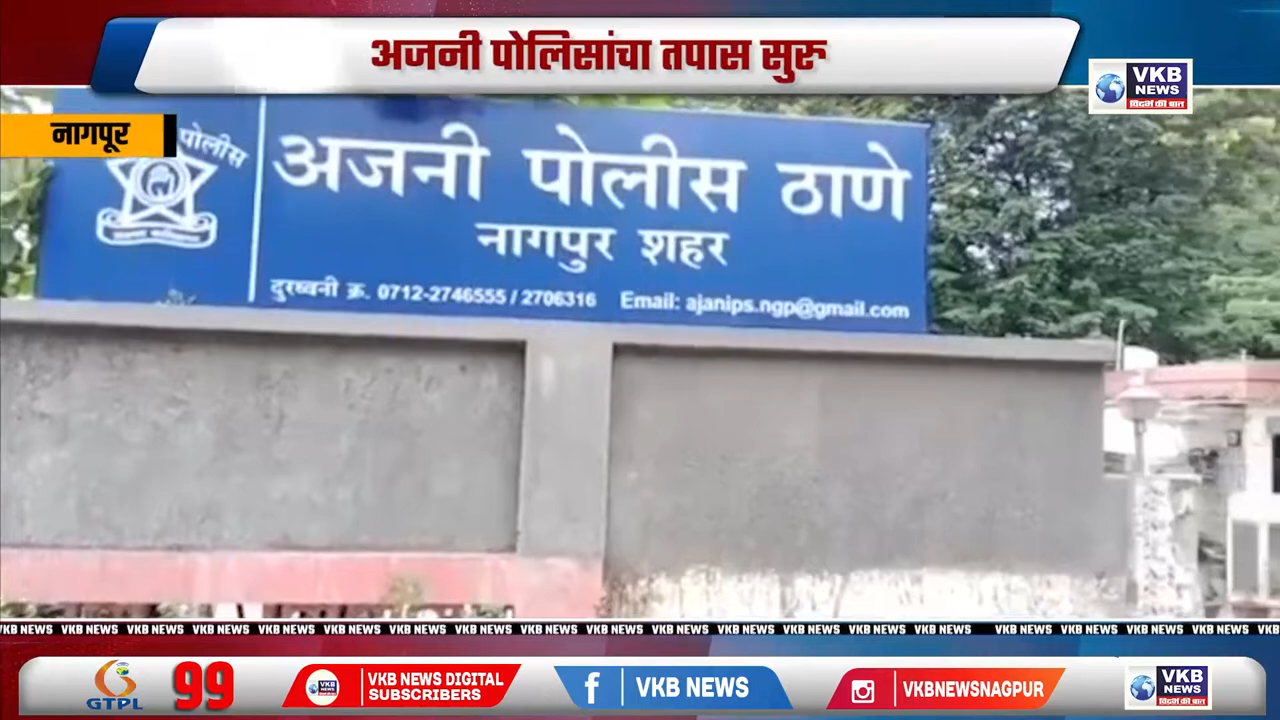 अजनी पोलिसांचा तपास सुरु
VKB NEWS
विदर्भ की बात
नागपूर
पोलीस
अजनी पोलीस ठाणे
नागपुर शहर
दुरध्वनी क्र. 0712-2746555 / 2706316 Email: ajanips.ngp@gmail.com
VKB NEWS VKB NEWS VKB NEWS VKB NEWS VKB NEWS VKB NEWS VKB NEWS VKB NEWS VKB NEWS VKB NEWS VKB NEWS VKB NEWS VKB NEWS VKB NEWS VKB NEWS VKB NEWS VKB NEWS VKB NEWS VKB NEWS
GTPL
99
VKB NEWS
VKB NEWS DIGITAL
SUBSCRIBERS
f VKB NEWS
VKBNEWSNAGPUR
VKB NEWS
विदर्भ की बात